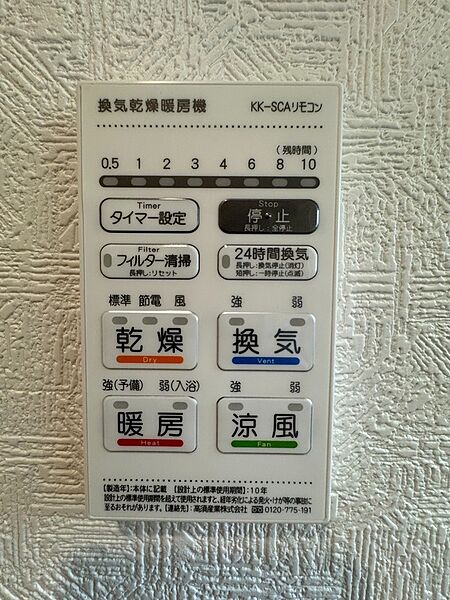 換気乾燥暖房機 KK-SCAリモコン
(残時間)
0.5 1 2 3 4 6 8 10
Timer
タイマー設定
Stop
停・止
長押し:全停止
Filter
フィルター清掃
長押し:リセット
24時間換気
長押し:換気停止(消灯)
短押し:一時停止(点滅)
標準 節電 風
乾燥
Dry
強 弱
換気
Vent
強(予備) 弱(入浴)
暖房
Heat
強 弱
涼風
Fan
【製造年】:本体に記載 【設計上の標準使用期間】:10年
設計上の標準使用期間を超えて使用されますと、経年劣化による発火・けが等の事故に
至るおそれがあります。【連絡先】:高須産業株式会社 0120-775-191